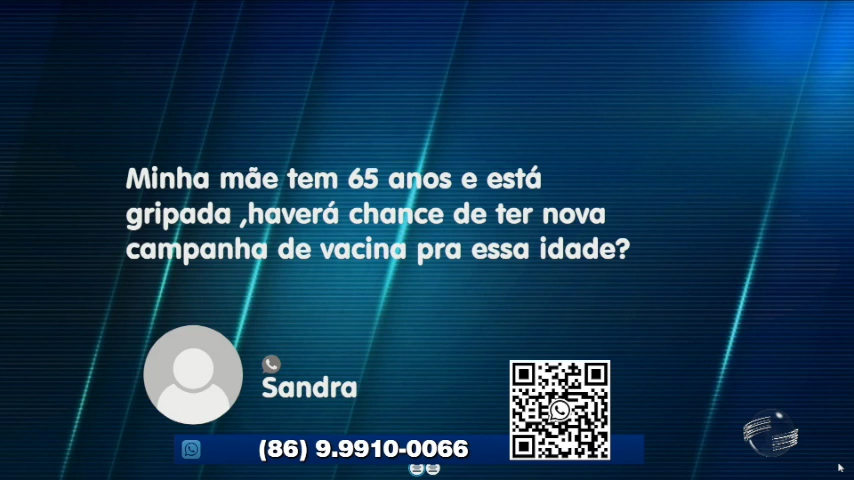 Minha mãe tem 65 anos e está
gripada ,haverá chance de ter nova
campanha de vacina pra essa idade?
Sandra
(86) 9.9910-0066